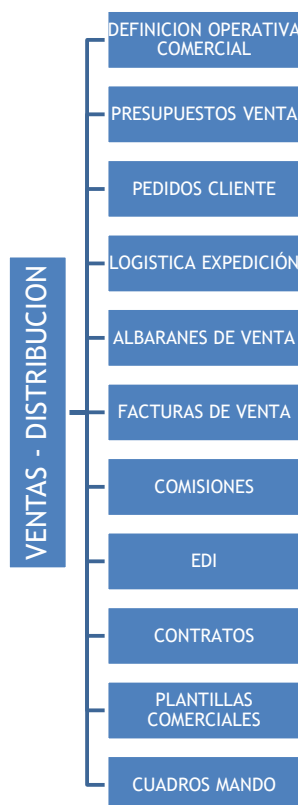 VENTAS - DISTRIBUCION
DEFINICION OPERATIVA
COMERCIAL
PRESUPUESTOS VENTA
PEDIDOS CLIENTE
LOGISTICA EXPEDICIÓN
ALBARANES DE VENTA
FACTURAS DE VENTA
COMISIONES
EDI
CONTRATOS
PLANTILLAS
COMERCIALES
CUADROS MANDO